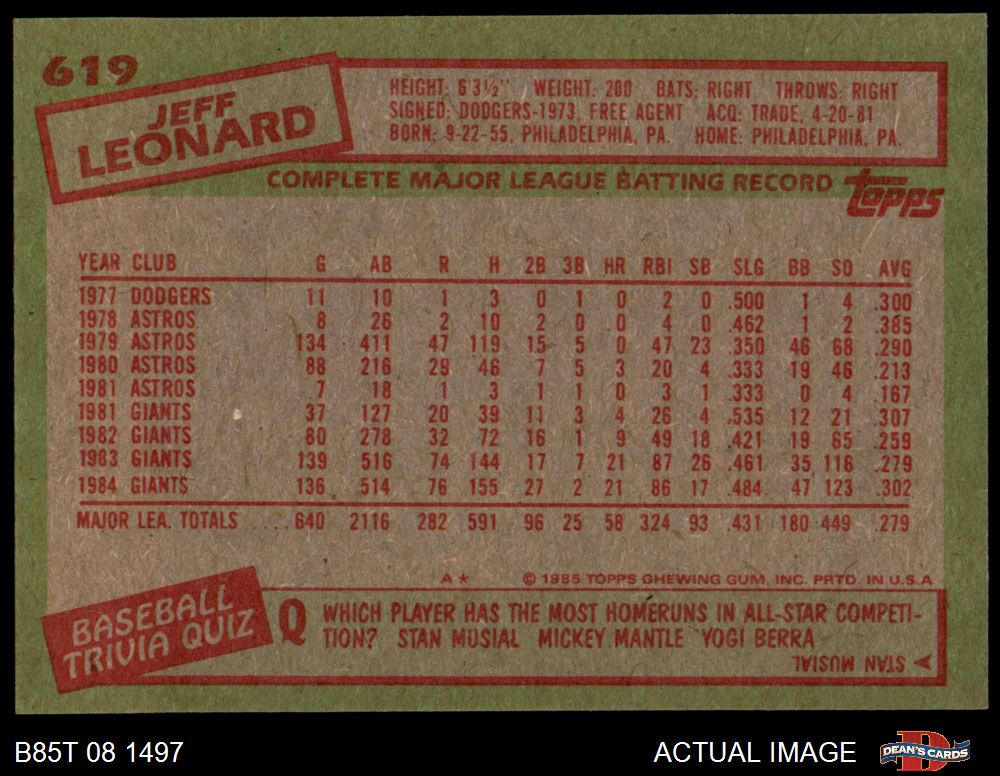 619
JEFF
LEONARD
HEIGHT: 6'3½" WEIGHT: 200 BATS: RIGHT THROWS: RIGHT
SIGNED: DODGERS-1973, FREE AGENT ACQ: TRADE, 4-20-81
BORN: 9-22-55, PHILADELPHIA, PA. HOME: PHILADELPHIA, PA.
COMPLETE MAJOR LEAGUE BATTING RECORD
topps
YEAR CLUB G AB R H 2B 3B HR RBI SB SLG BB SO AVG
1977 DODGERS 11 10 1 3 0 1 0 2 0 .500 1 4 .300
1978 ASTROS 8 26 2 10 2 0 0 4 0 .462 1 2 .385
1979 ASTROS 134 411 47 119 15 5 0 47 23 .350 46 68 .290
1980 ASTROS 88 216 29 46 7 5 3 20 4 .333 19 46 .213
1981 ASTROS 7 18 1 3 1 1 0 3 1 .333 0 4 .167
1981 GIANTS 37 127 20 39 11 3 4 26 4 .535 12 21 .307
1982 GIANTS 80 278 32 72 16 1 9 49 18 .421 19 65 .259
1983 GIANTS 139 516 74 144 17 7 21 87 26 .461 35 116 .279
1984 GIANTS 136 514 76 155 27 2 21 86 17 .484 47 123 .302
MAJOR LEA. TOTALS .... 640 2116 282 591 96 25 58 324 93 .431 180 449 .279
A* © 1985 TOPPS CHEWING GUM, INC. PRTD. IN U.S.A
BASEBALL
TRIVIA QUIZ
Q WHICH PLAYER HAS THE MOST HOMERUNS IN ALL-STAR COMPETI-
TION? STAN MUSIAL MICKEY MANTLE YOGI BERRA
A STAN MUSIAL
B85T 08 1497
ACTUAL IMAGE
D
DEAN'S CARDS